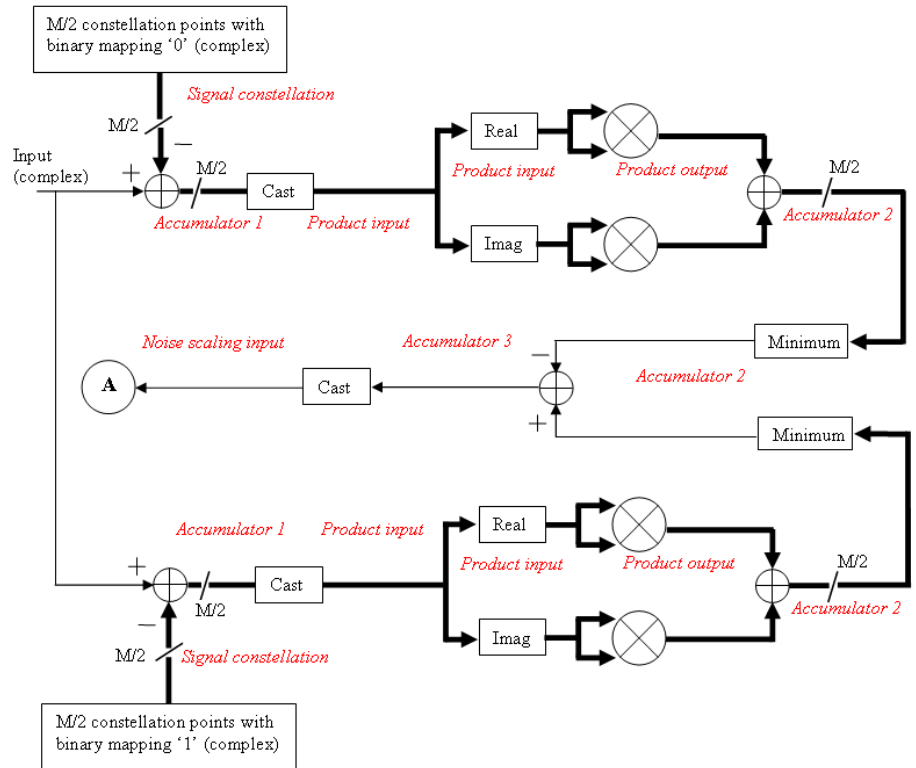 M/2 constellation points with
binary mapping ‘0’ (complex)
Signal constellation
M/2
−
Input
(complex)
+
M/2
Cast
Accumulator 1
Product input
Real
Product input
Product output
Imag
M/2
Accumulator 2
Noise scaling input
Accumulator 3
Minimum
−
A
Cast
Accumulator 2
+
Minimum
Accumulator 1
Product input
Real
Product input
Product output
+
M/2
Cast
M/2
Accumulator 2
−
Imag
M/2
Signal constellation
M/2 constellation points with
binary mapping ‘1’ (complex)